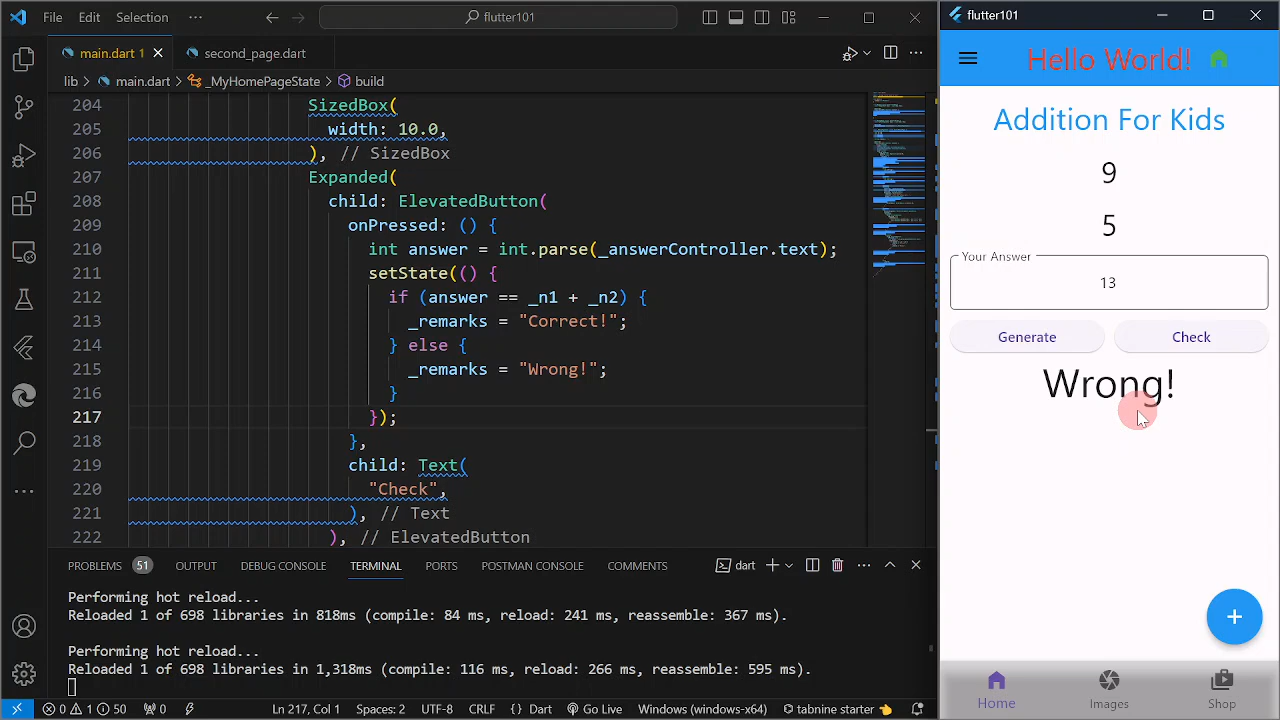 File Edit Selection ··· flutter101
main.dart 1 second_page.dart
lib > main.dart > _MyHomePageState > build
204 SizedBox(
205 width: 10.0,
206 ), // SizedBox
207 Expanded(
208 child: ElevatedButton(
209 onPressed: () {
210 int answer = int.parse(_answerController.text);
211 setState(() {
212 if (answer == _n1 + _n2) {
213 _remarks = "Correct!";
214 } else {
215 _remarks = "Wrong!";
216 }
217 });
218 },
219 child: Text(
220 "Check",
221 ), // Text
222 ), // ElevatedButton
PROBLEMS 51 OUTPUT DEBUG CONSOLE TERMINAL PORTS POSTMAN CONSOLE COMMENTS dart
Performing hot reload...
Reloaded 1 of 698 libraries in 818ms (compile: 84 ms, reload: 241 ms, reassemble: 367 ms).
Performing hot reload...
Reloaded 1 of 698 libraries in 1,318ms (compile: 116 ms, reload: 266 ms, reassemble: 595 ms).
0 1 50 0 Ln 217, Col 1 Spaces: 2 UTF-8 CRLF {} Dart Go Live Windows (windows-x64) tabnine starter
flutter101
Hello World!
Addition For Kids
9
5
Your Answer
13
Generate Check
Wrong!
+
Home Images Shop